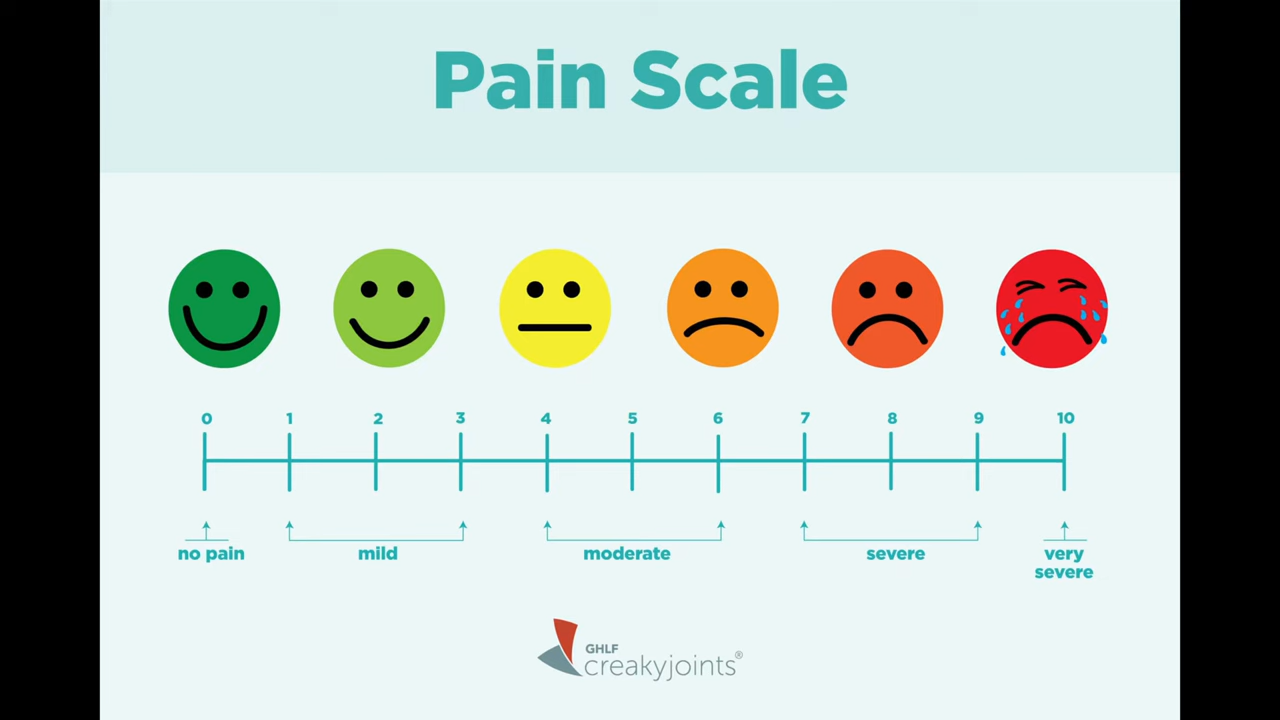 Pain Scale
0 1 2 3 4 5 6 7 8 9 10
no pain mild moderate severe very
severe
GHLF
creakyjoints®